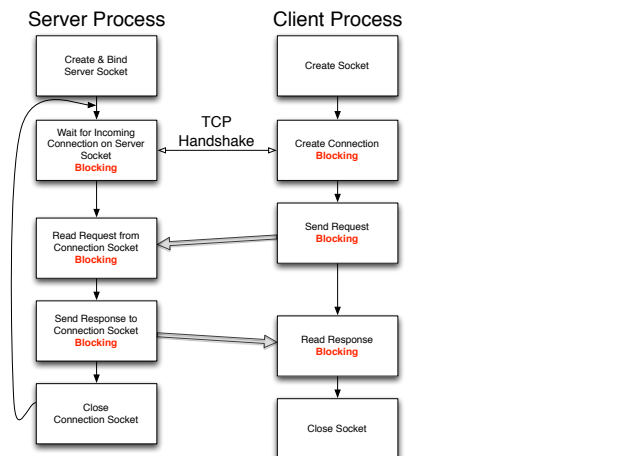 Server Process
Client Process
Create & Bind
Server Socket
Create Socket
TCP
Handshake
Wait for Incoming
Connection on Server
Socket
Blocking
Create Connection
Blocking
Read Request from
Connection Socket
Blocking
Send Request
Blocking
Send Response to
Connection Socket
Blocking
Read Response
Blocking
Close
Connection Socket
Close Socket